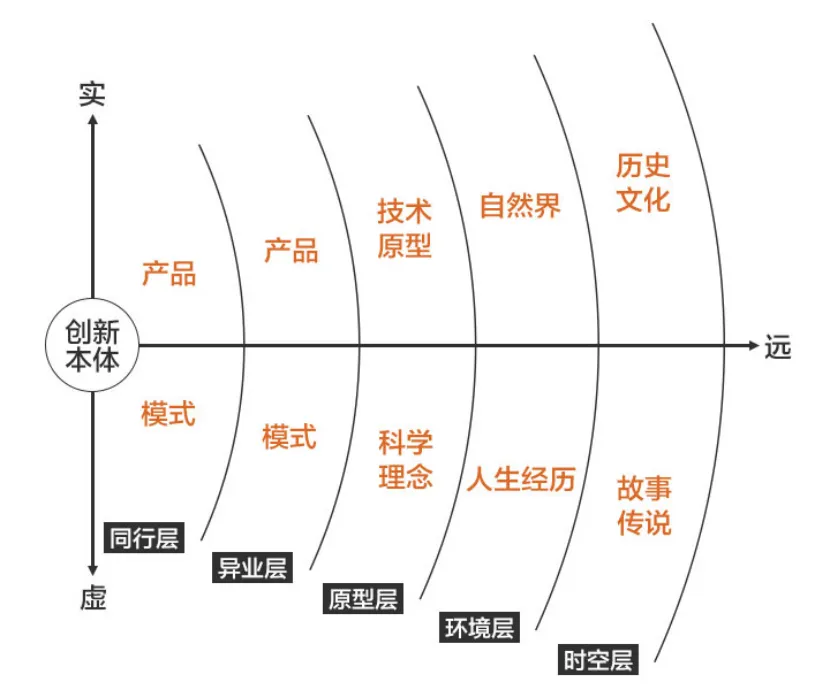 实
历史
文化
自然界
技术
原型
产品
产品
创新
本体
远
模式
模式
科学
理念
人生经历
故事
传说
同行层
异业层
原型层
环境层
时空层
虚